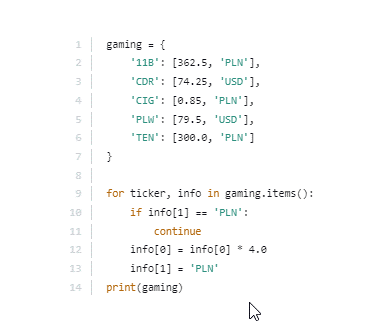 1 gaming = {
2     '11B': [362.5, 'PLN'],
3     'CDR': [74.25, 'USD'],
4     'CIG': [0.85, 'PLN'],
5     'PLW': [79.5, 'USD'],
6     'TEN': [300.0, 'PLN']
7 }
8
9 for ticker, info in gaming.items():
10     if info[1] == 'PLN':
11         continue
12     info[0] = info[0] * 4.0
13     info[1] = 'PLN'
14 print(gaming)